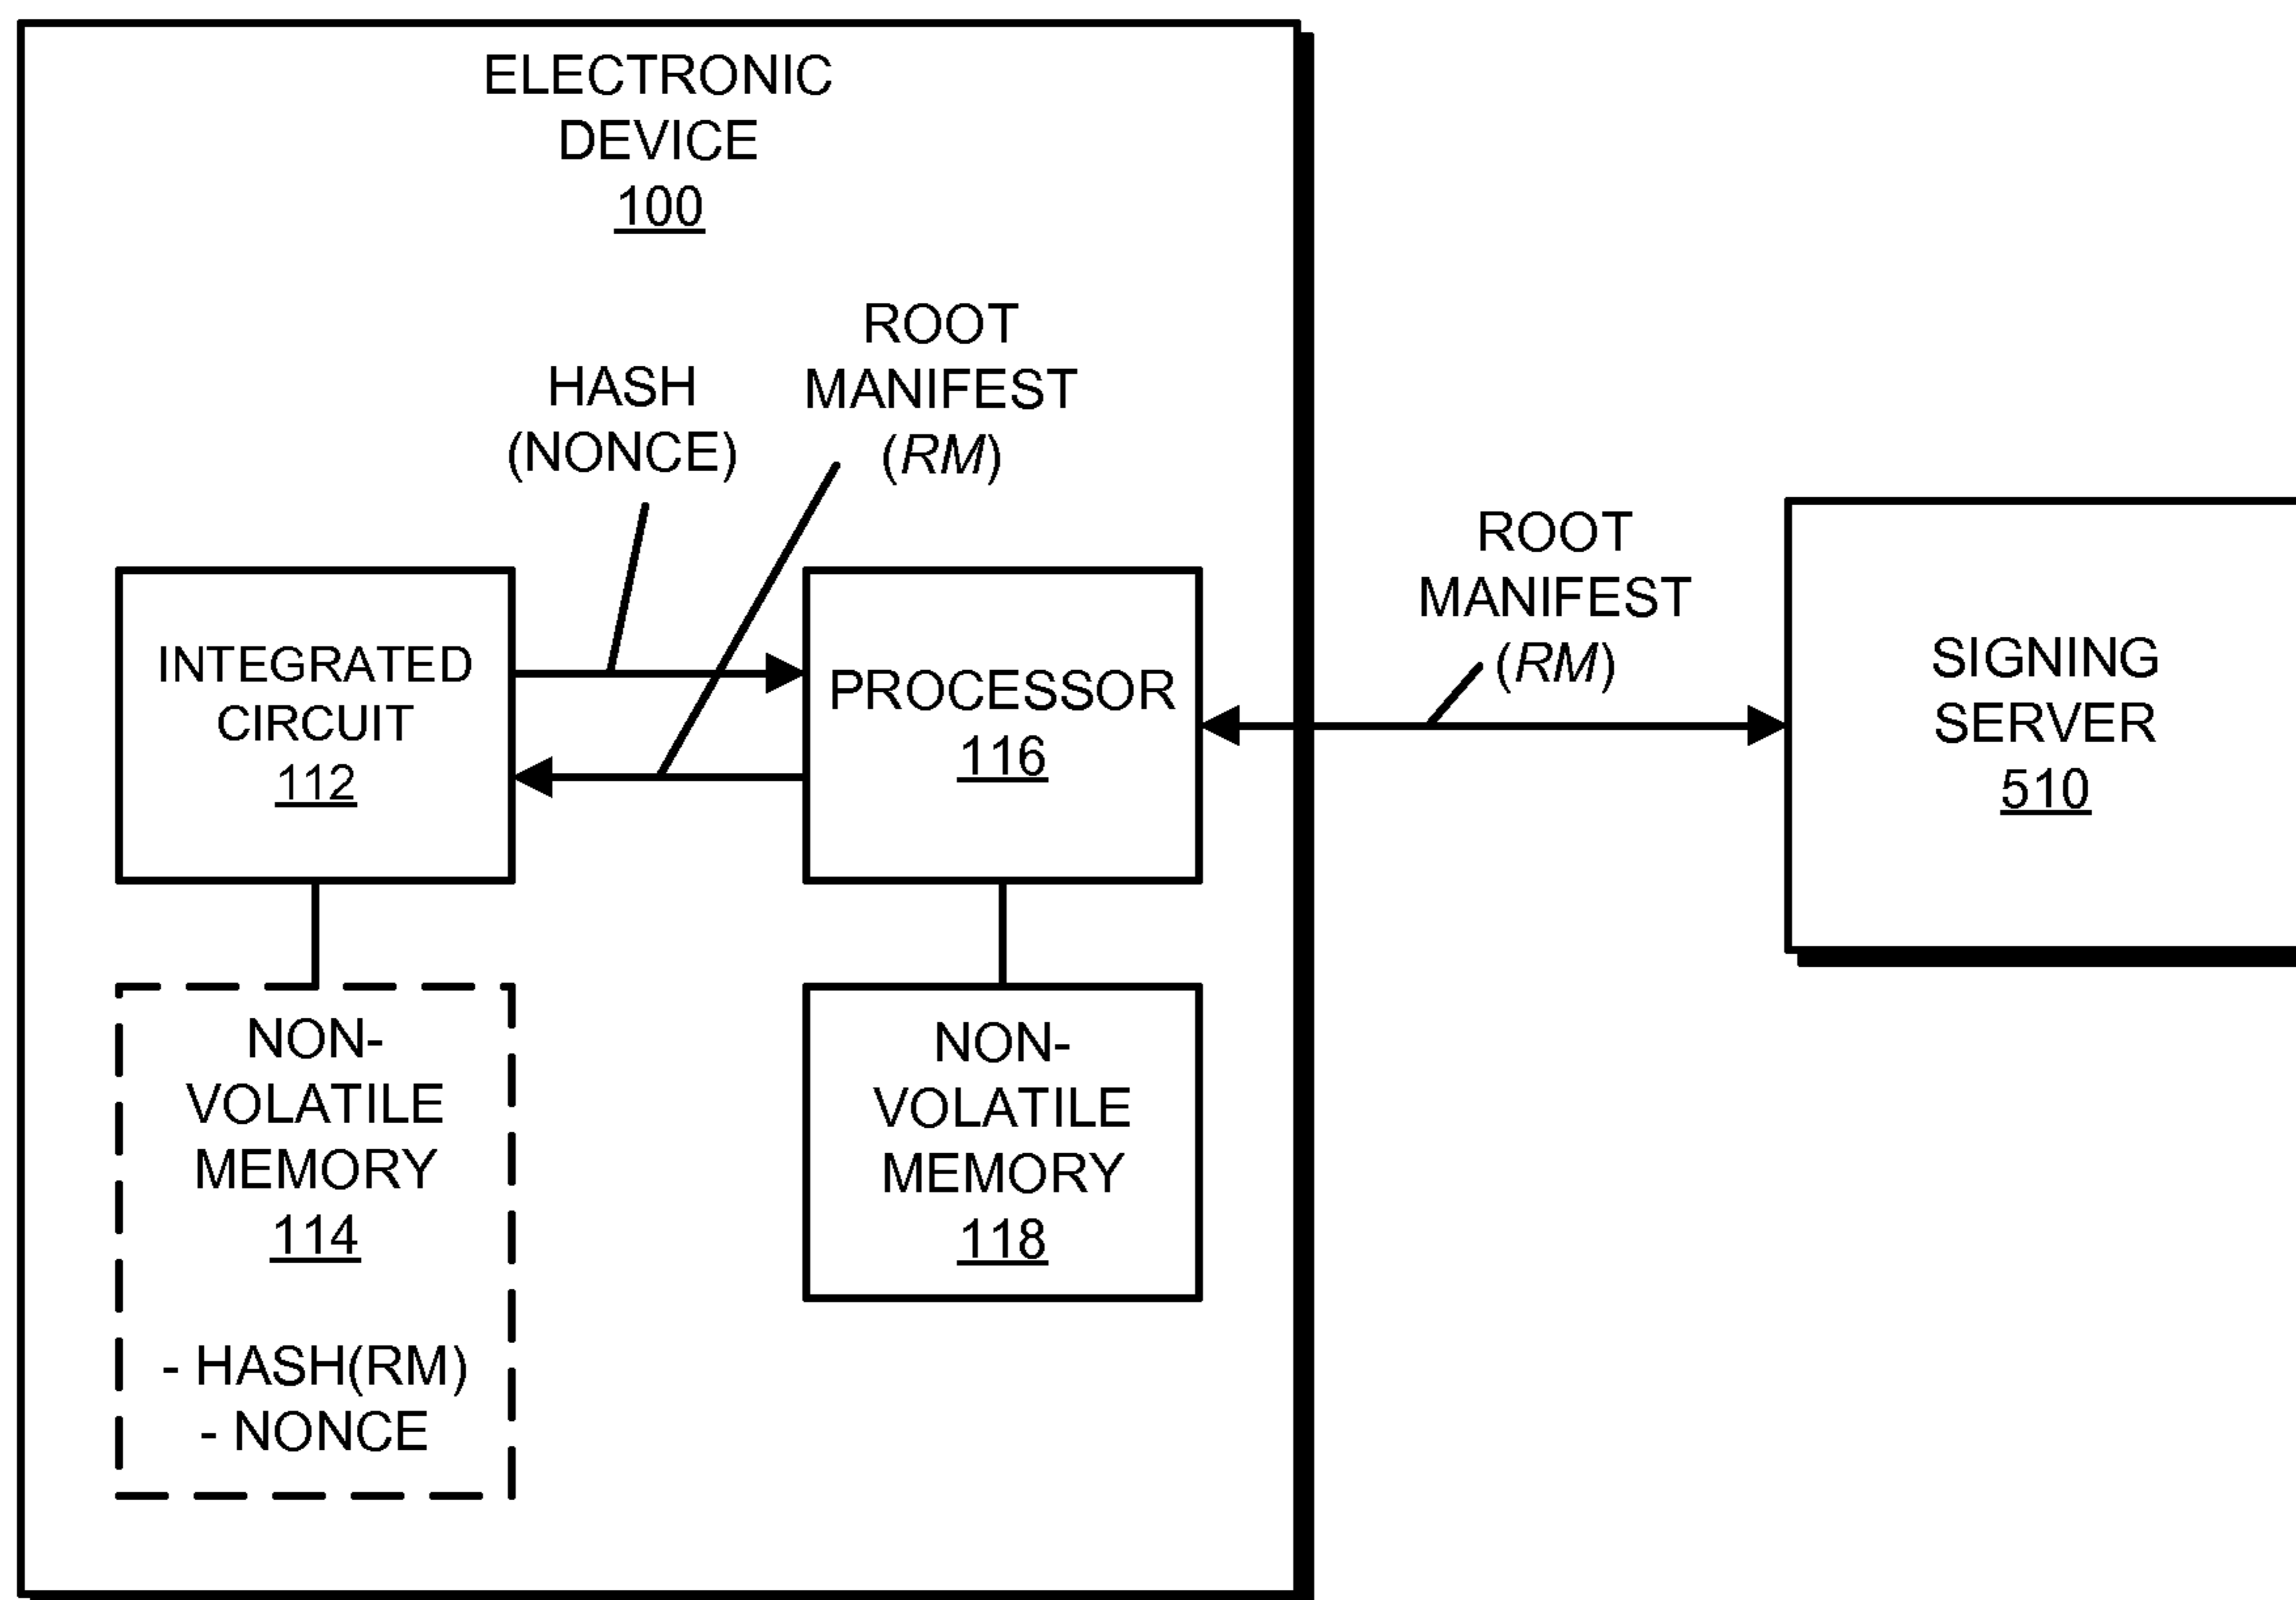 ELECTRONIC
DEVICE
100
HASH
(NONCE)
ROOT
MANIFEST
(RM)
INTEGRATED
CIRCUIT
112
PROCESSOR
116
ROOT
MANIFEST
(RM)
SIGNING
SERVER
510
NON-
VOLATILE
MEMORY
114
- HASH(RM)
- NONCE
NON-
VOLATILE
MEMORY
118